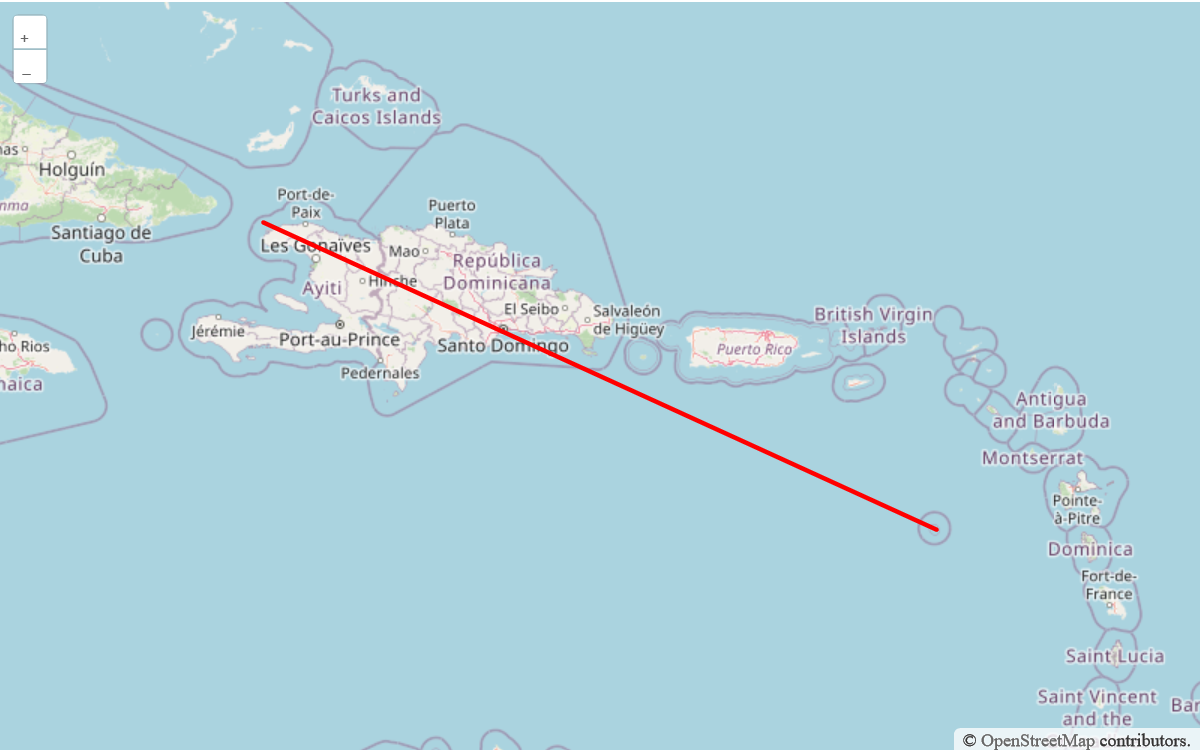 +
–
Turks and
Caicos Islands
Holguín
Santiago de
Cuba
Port-de-
Paix
Puerto
Plata
Les Gonaïves
Mao
República
Dominicana
Hinche
Ayiti
El Seibo
Salvaleón
de Higüey
Jérémie
Port-au-Prince
Santo Domingo
Pedernales
Puerto Rico
British Virgin
Islands
ho Rios
naica
nas
nma
Antigua
and Barbuda
Montserrat
Pointe-
à-Pitre
Dominica
Fort-de-
France
Saint Lucia
Saint Vincent
and the
Bar
© OpenStreetMap contributors.